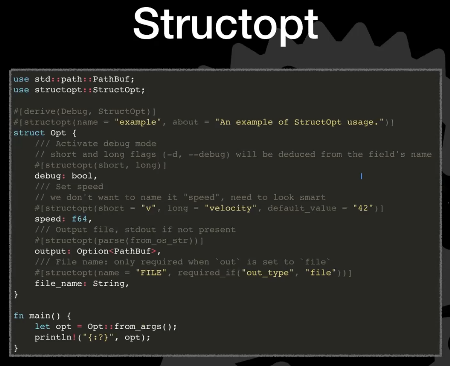 Structopt
use std::path::PathBuf;
use structopt::StructOpt;
#[derive(Debug, StructOpt)]
#[structopt(name = "example", about = "An example of StructOpt usage.")]
struct Opt {
/// Activate debug mode
// short and long flags (-d, --debug) will be deduced from the field's name
#[structopt(short, long)]
debug: bool,
/// Set speed
// we don't want to name it "speed", need to look smart
#[structopt(short = "v", long = "velocity", default_value = "42")]
speed: f64,
/// Output file, stdout if not present
#[structopt(parse(from_os_str))]
output: Option<PathBuf>,
/// File name: only required when `out` is set to `file`
#[structopt(name = "FILE", required_if("out_type", "file"))]
file_name: String,
}
fn main() {
let opt = Opt::from_args();
println!("{:?}", opt);
}